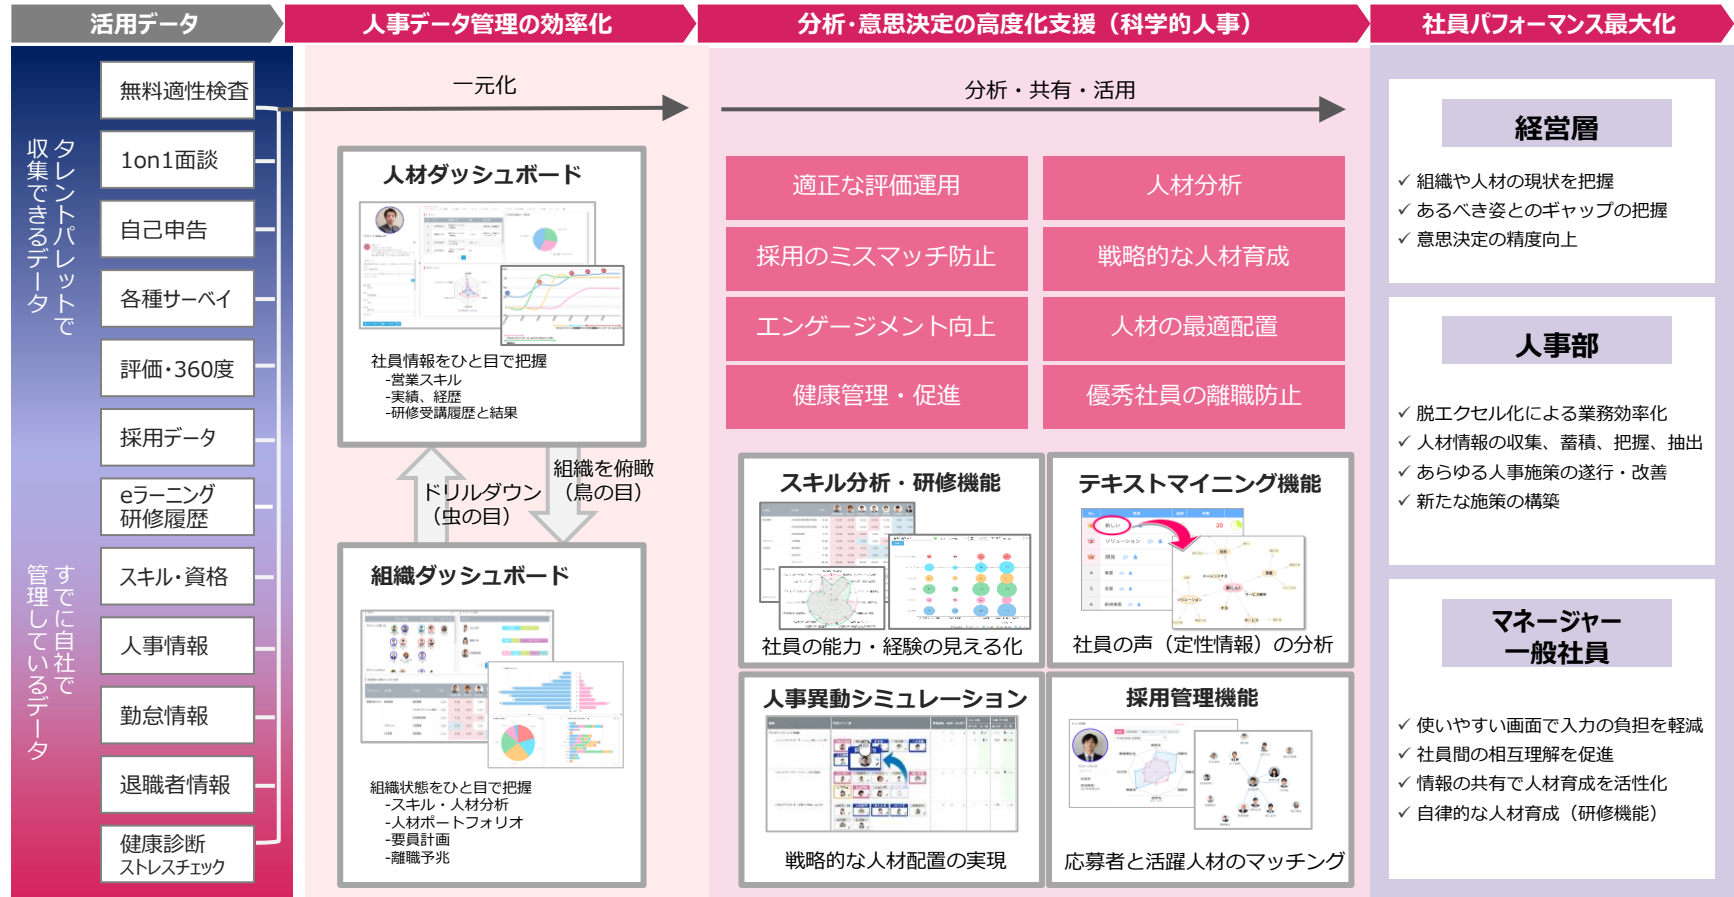 活用データ
人事データ管理の効率化
分析・意思決定の高度化支援（科学的人事）
社員パフォーマンス最大化
タレントパレットで
収集できるデータ
すでに自社で
管理しているデータ
無料適性検査
1on1面談
自己申告
各種サーベイ
評価・360度
採用データ
eラーニング
研修履歴
スキル・資格
人事情報
勤怠情報
退職者情報
健康診断
ストレスチェック
一元化
人材ダッシュボード
社員情報をひと目で把握
-営業スキル
-実績、経歴
-研修受講履歴と結果
ドリルダウン
（虫の目）
組織を俯瞰
（鳥の目）
組織ダッシュボード
組織状態をひと目で把握
-スキル・人材分析
-人材ポートフォリオ
-要員計画
-離職予兆
分析・共有・活用
適正な評価運用
人材分析
採用のミスマッチ防止
戦略的な人材育成
エンゲージメント向上
人材の最適配置
健康管理・促進
優秀社員の離職防止
スキル分析・研修機能
社員の能力・経験の見える化
テキストマイニング機能
新しい
20
ソリューション
社員の声（定性情報）の分析
人事異動シミュレーション
戦略的な人材配置の実現
採用管理機能
応募者と活躍人材のマッチング
経営層
✓ 組織や人材の現状を把握
✓ あるべき姿とのギャップの把握
✓ 意思決定の精度向上
人事部
✓ 脱エクセル化による業務効率化
✓ 人材情報の収集、蓄積、把握、抽出
✓ あらゆる人事施策の遂行・改善
✓ 新たな施策の構築
マネージャー
一般社員
✓ 使いやすい画面で入力の負担を軽減
✓ 社員間の相互理解を促進
✓ 情報の共有で人材育成を活性化
✓ 自律的な人材育成（研修機能）